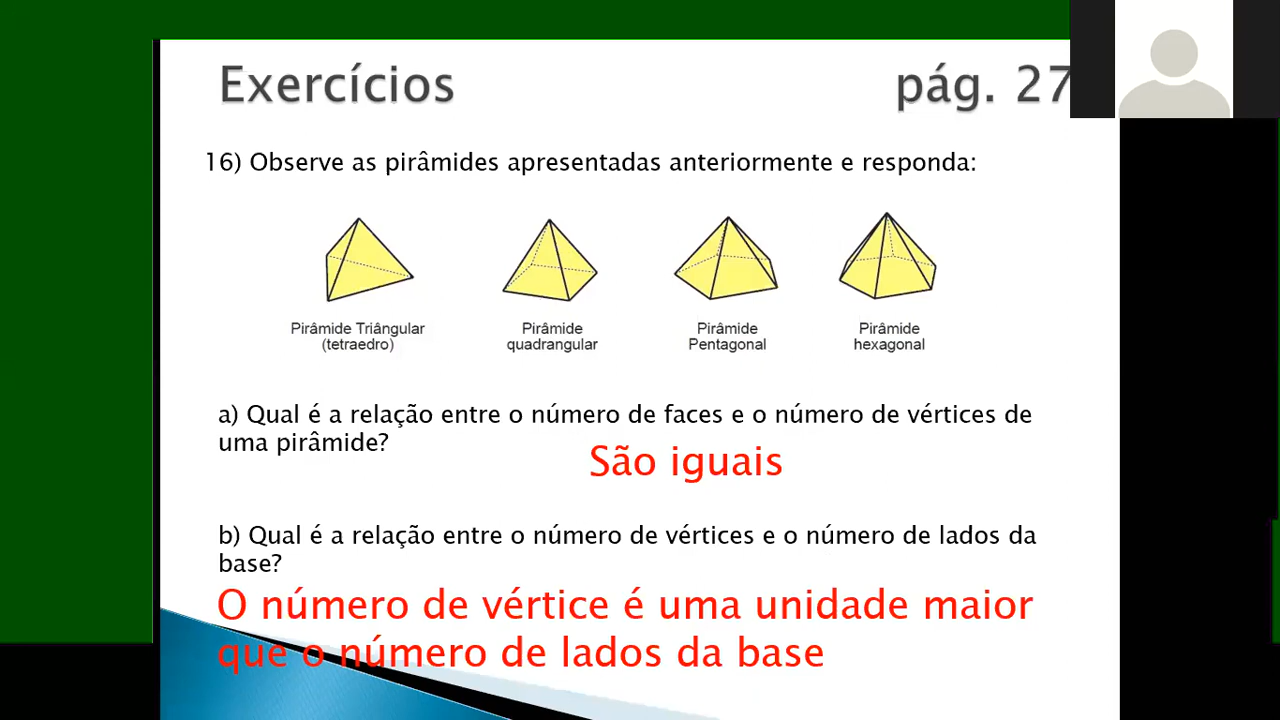 Exercícios pág. 27
16) Observe as pirâmides apresentadas anteriormente e responda:
Pirâmide Triângular
(tetraedro)
Pirâmide
quadrangular
Pirâmide
Pentagonal
Pirâmide
hexagonal
a) Qual é a relação entre o número de faces e o número de vértices de
uma pirâmide?
São iguais
b) Qual é a relação entre o número de vértices e o número de lados da
base?
O número de vértice é uma unidade maior
que o número de lados da base